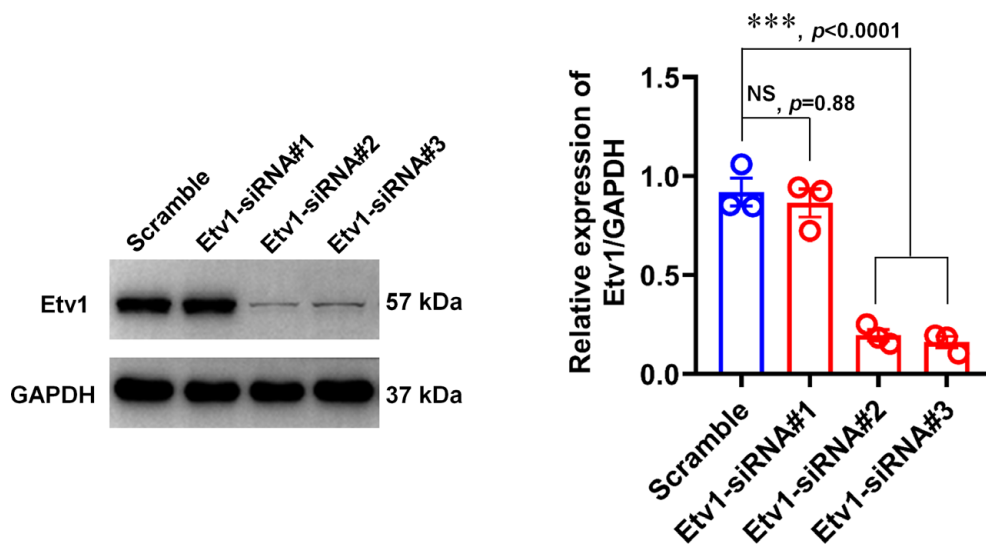 Scramble
Etv1-siRNA#1
Etv1-siRNA#2
Etv1-siRNA#3
Etv1
57 kDa
GAPDH
37 kDa
***, p<0.0001
NS, p=0.88
Relative expression of
Etv1/GAPDH
1.5
1.0
0.5
0.0
Scramble
Etv1-siRNA#1
Etv1-siRNA#2
Etv1-siRNA#3